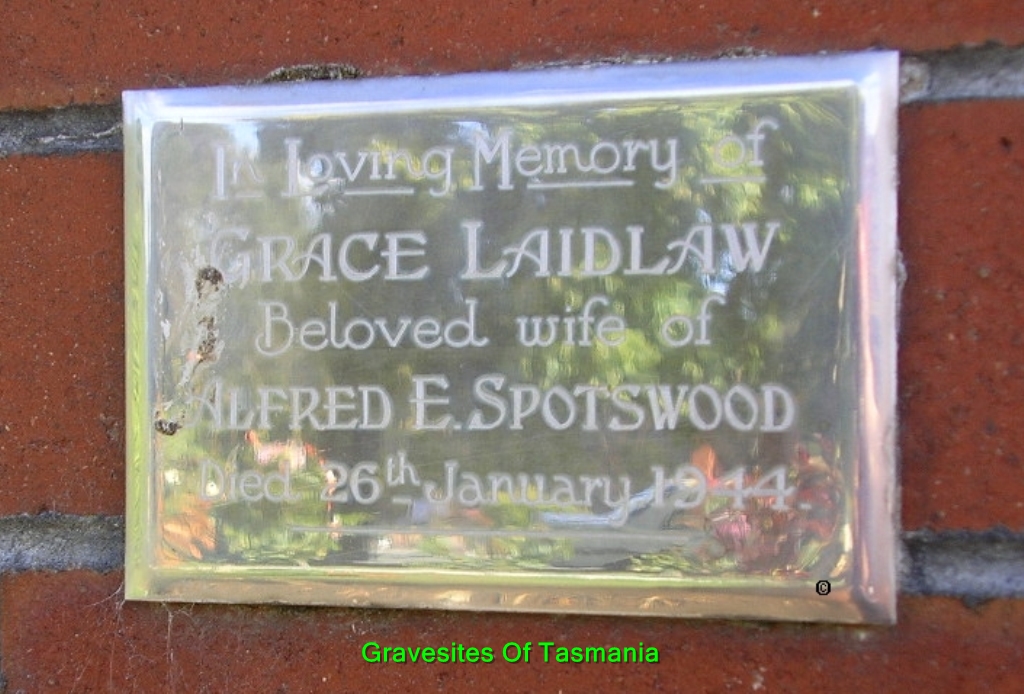 In Loving Memory of
GRACE LAIDLAW
Beloved wife of
ALFRED E. SPOTSWOOD
Died 26th January 1944.
©
Gravesites Of Tasmania